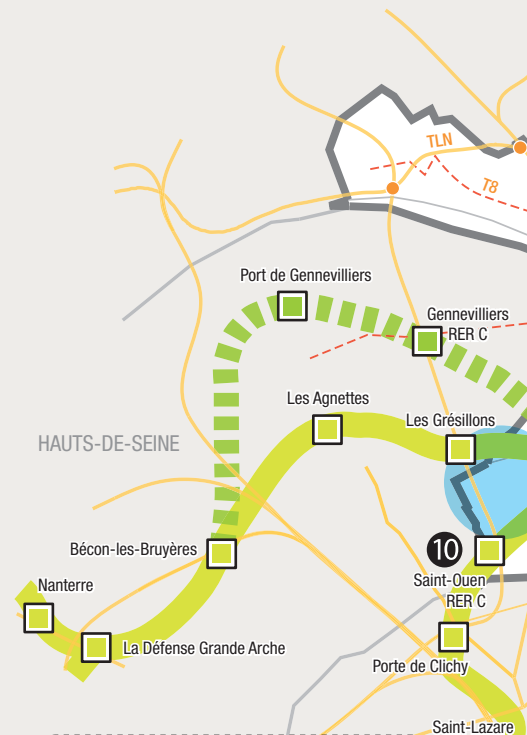 TLN
T8
Port de Gennevilliers
Gennevilliers
RER C
Les Agnettes
Les Grésillons
HAUTS-DE-SEINE
10
Bécon-les-Bruyères
Saint-Ouen
RER C
Nanterre
La Défense Grande Arche
Porte de Clichy
Saint-Lazare